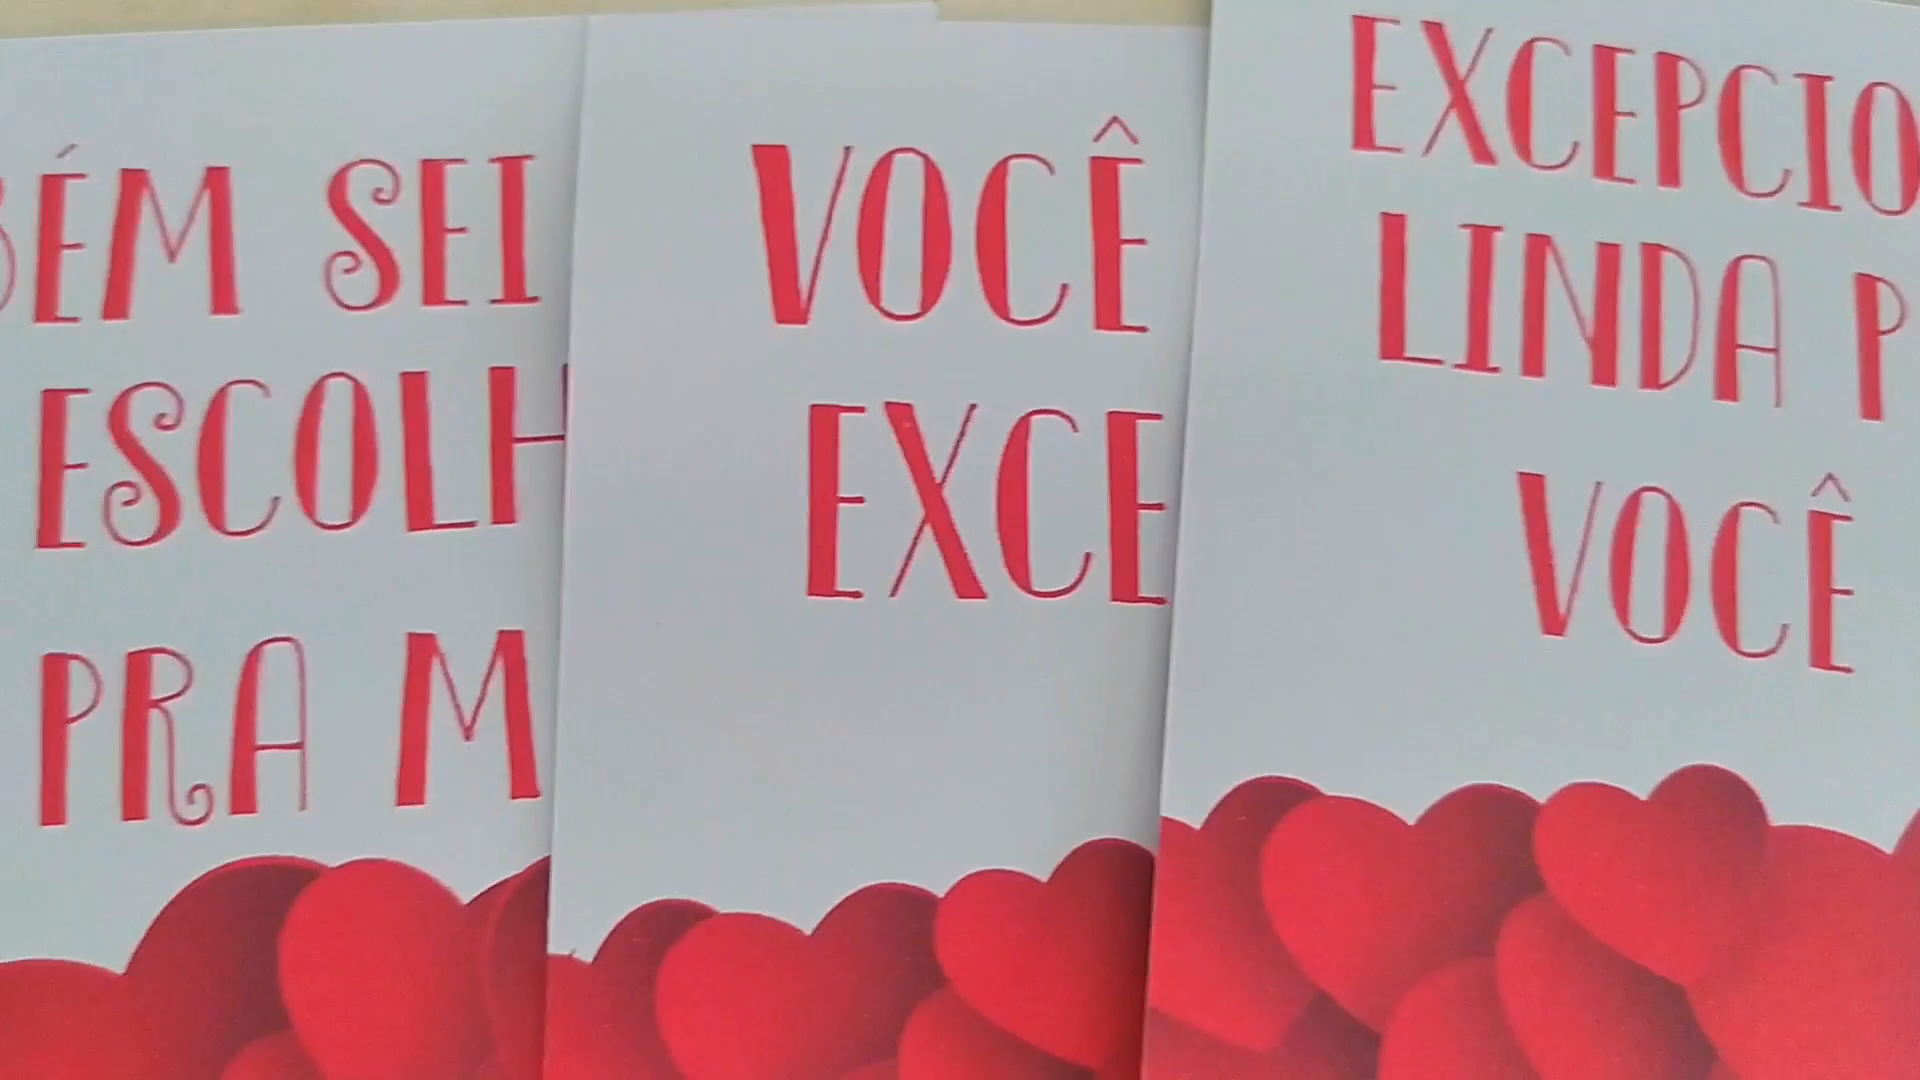 BÉM SEI
ESCOLH
PRA M
VOCÊ
EXCE
EXCEPCIO
LINDA P
VOCÊ